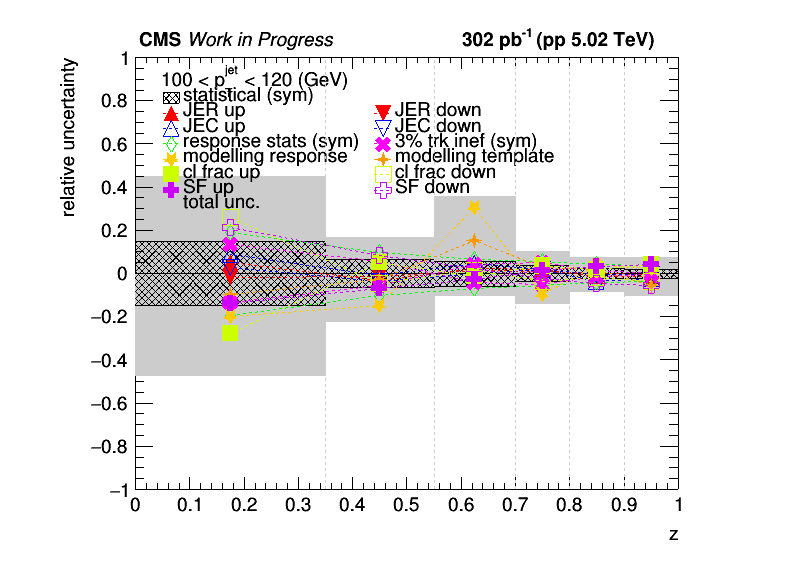 CMS Work in Progress 302 pb-1 (pp 5.02 TeV)
relative uncertainty
100 < p jet < 120 (GeV)
statistical (sym)
JER up JER down
JEC up JEC down
response stats (sym) 3% trk inef (sym)
modelling response modelling template
cl frac up cl frac down
SF up SF down
total unc.
1
0.8
0.6
0.4
0.2
0
−0.2
−0.4
−0.6
−0.8
−1
0 0.1 0.2 0.3 0.4 0.5 0.6 0.7 0.8 0.9 1
z